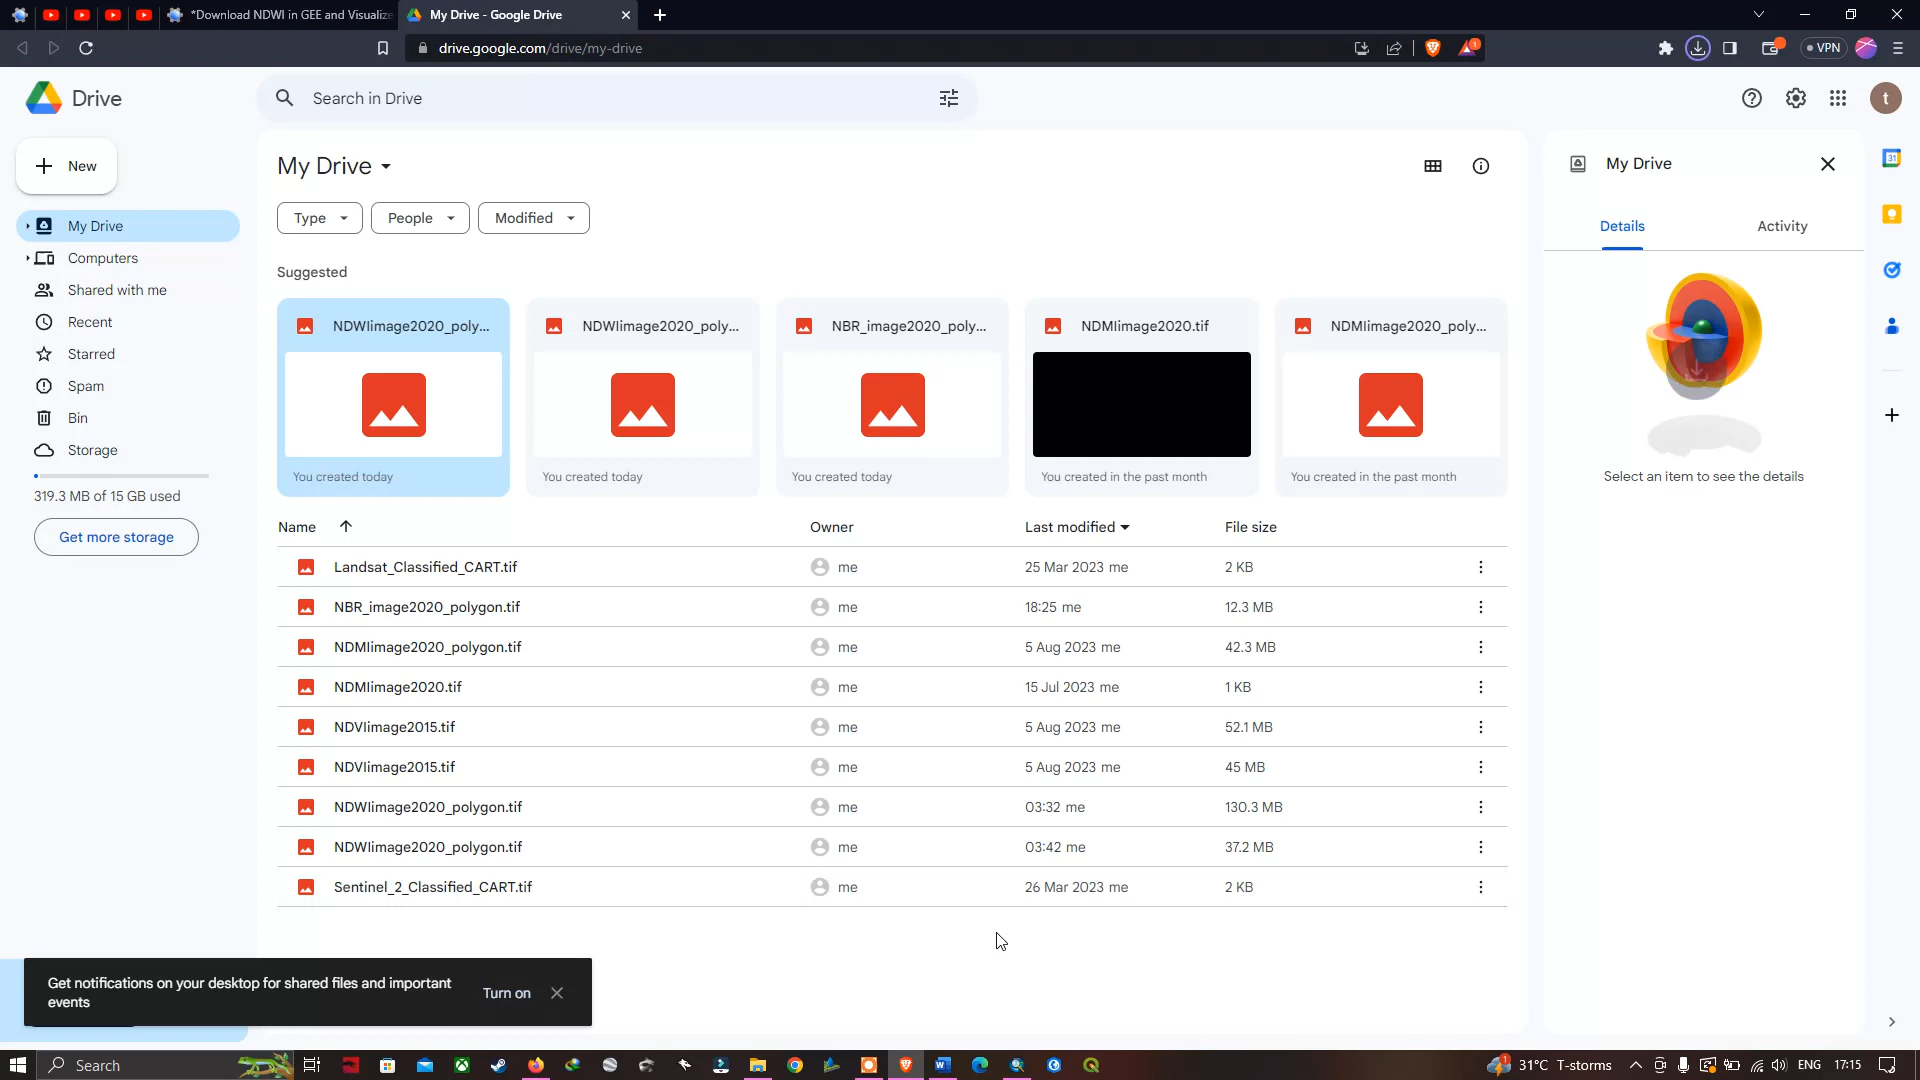 *Download NDWI in GEE and Visualize
My Drive - Google Drive
drive.google.com/drive/my-drive
1
VPN
Drive
Search in Drive
t
New
My Drive
Computers
Shared with me
Recent
Starred
Spam
Bin
Storage
319.3 MB of 15 GB used
Get more storage
My Drive
Type
People
Modified
Suggested
NDWIimage2020_poly...
You created today
NDWIimage2020_poly...
You created today
NBR_image2020_poly...
You created today
NDMIimage2020.tif
You created in the past month
NDMIimage2020_poly...
You created in the past month
Name Owner Last modified File size
Landsat_Classified_CART.tif me 25 Mar 2023 me 2 KB
NBR_image2020_polygon.tif me 18:25 me 12.3 MB
NDMIimage2020_polygon.tif me 5 Aug 2023 me 42.3 MB
NDMIimage2020.tif me 15 Jul 2023 me 1 KB
NDVIimage2015.tif me 5 Aug 2023 me 52.1 MB
NDVIimage2015.tif me 5 Aug 2023 me 45 MB
NDWIimage2020_polygon.tif me 03:32 me 130.3 MB
NDWIimage2020_polygon.tif me 03:42 me 37.2 MB
Sentinel_2_Classified_CART.tif me 26 Mar 2023 me 2 KB
My Drive
Details
Activity
Select an item to see the details
31
Get notifications on your desktop for shared files and important
events
Turn on
Search
1
31°C T-storms
ENG
17:15